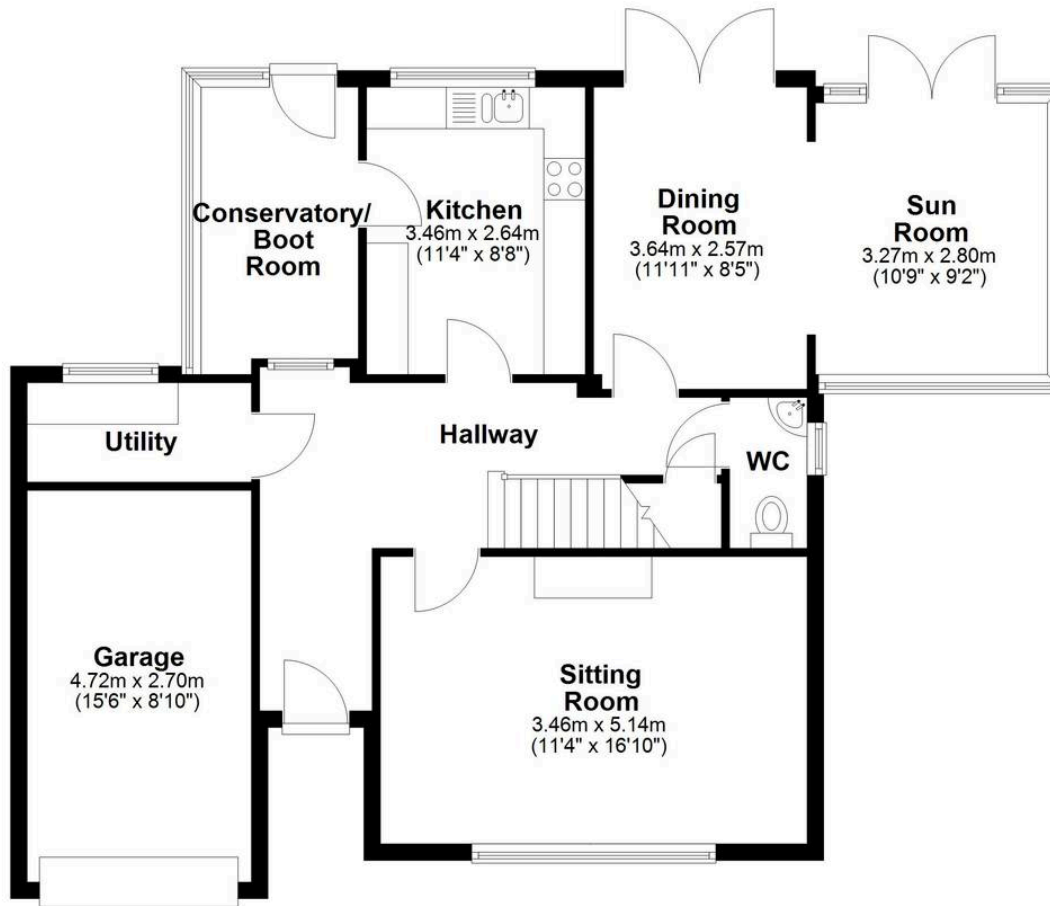 Conservatory/
Boot
Room
Kitchen
3.46m x 2.64m
(11'4" x 8'8")
Dining
Room
3.64m x 2.57m
(11'11" x 8'5")
Sun
Room
3.27m x 2.80m
(10'9" x 9'2")
Utility
Hallway
WC
Garage
4.72m x 2.70m
(15'6" x 8'10")
Sitting
Room
3.46m x 5.14m
(11'4" x 16'10")